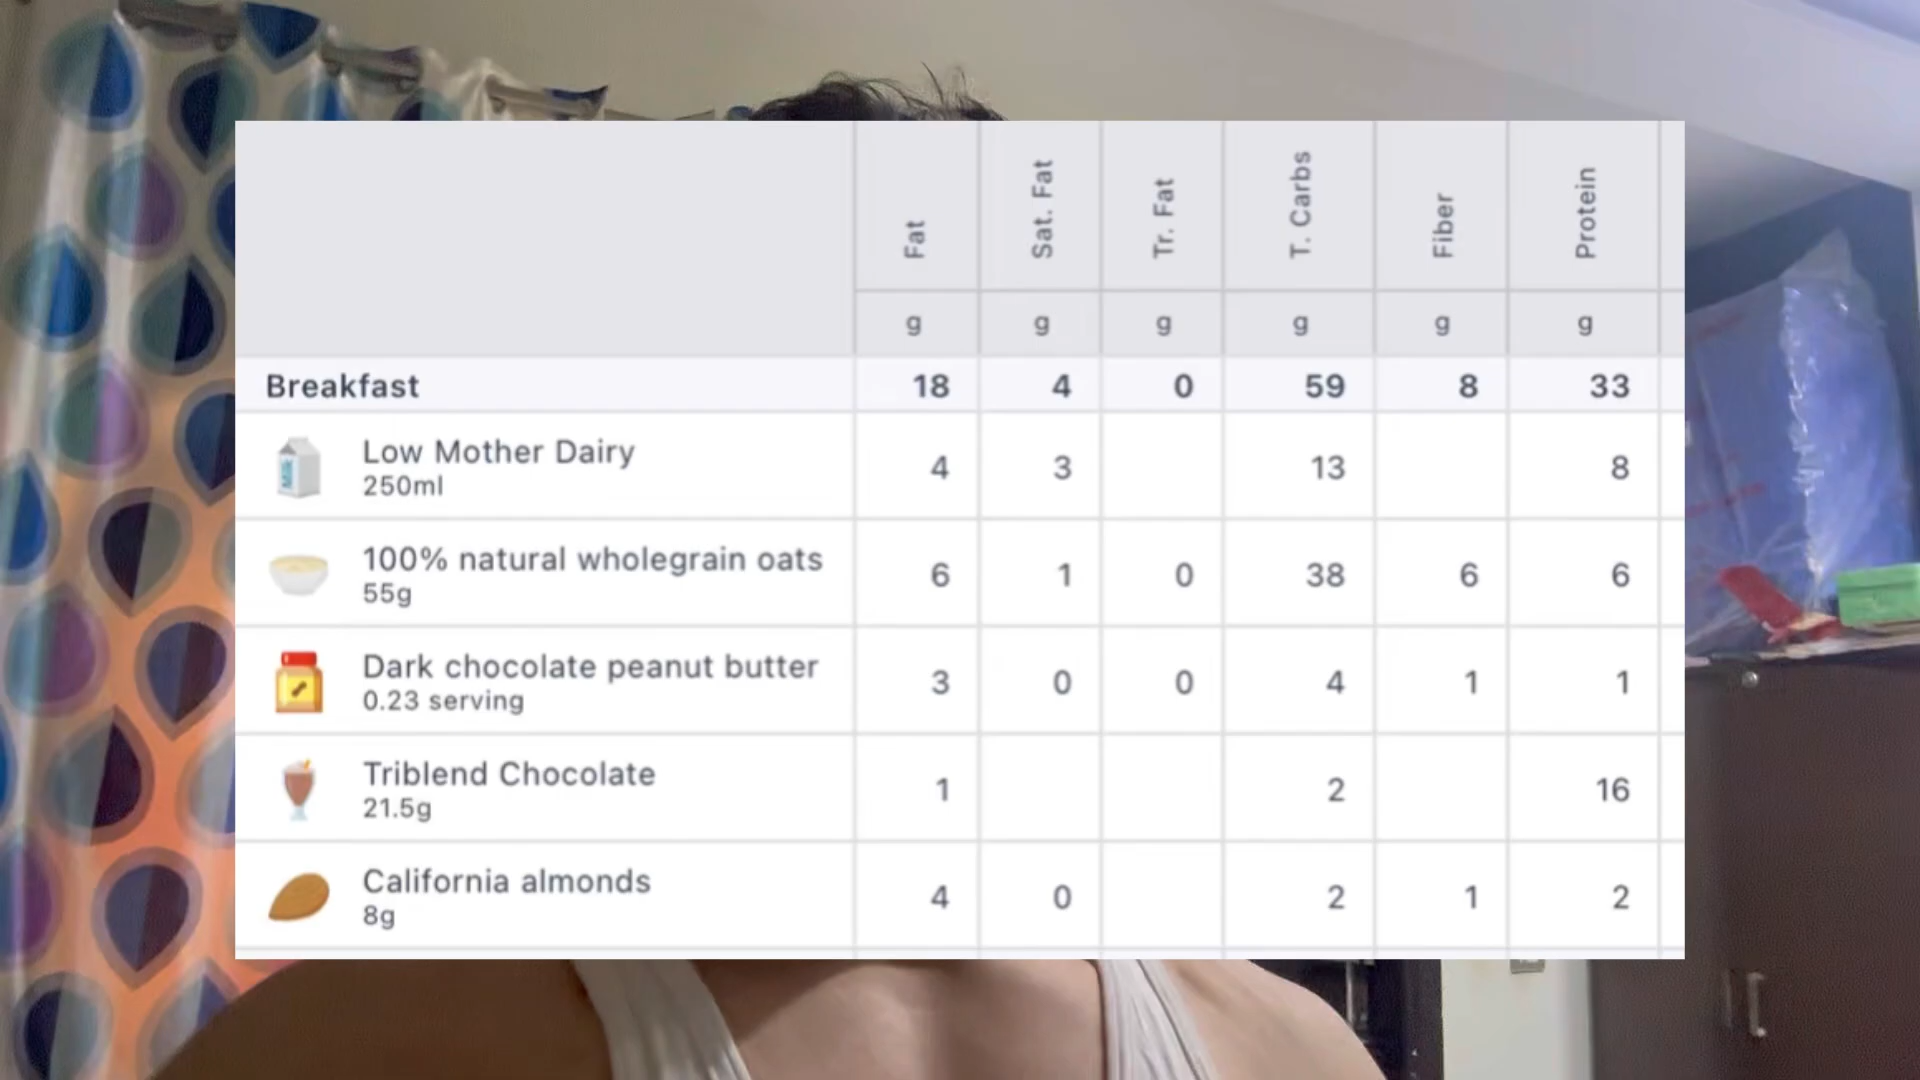 Fat Sat. Fat Tr. Fat T. Carbs Fiber Protein
g g g g g g
Breakfast 18 4 0 59 8 33
Low Mother Dairy 4 3 13 8
250ml
100% natural wholegrain oats 6 1 0 38 6 6
55g
Dark chocolate peanut butter 3 0 0 4 1 1
0.23 serving
Triblend Chocolate 1 2 16
21.5g
California almonds 4 0 2 1 2
8g